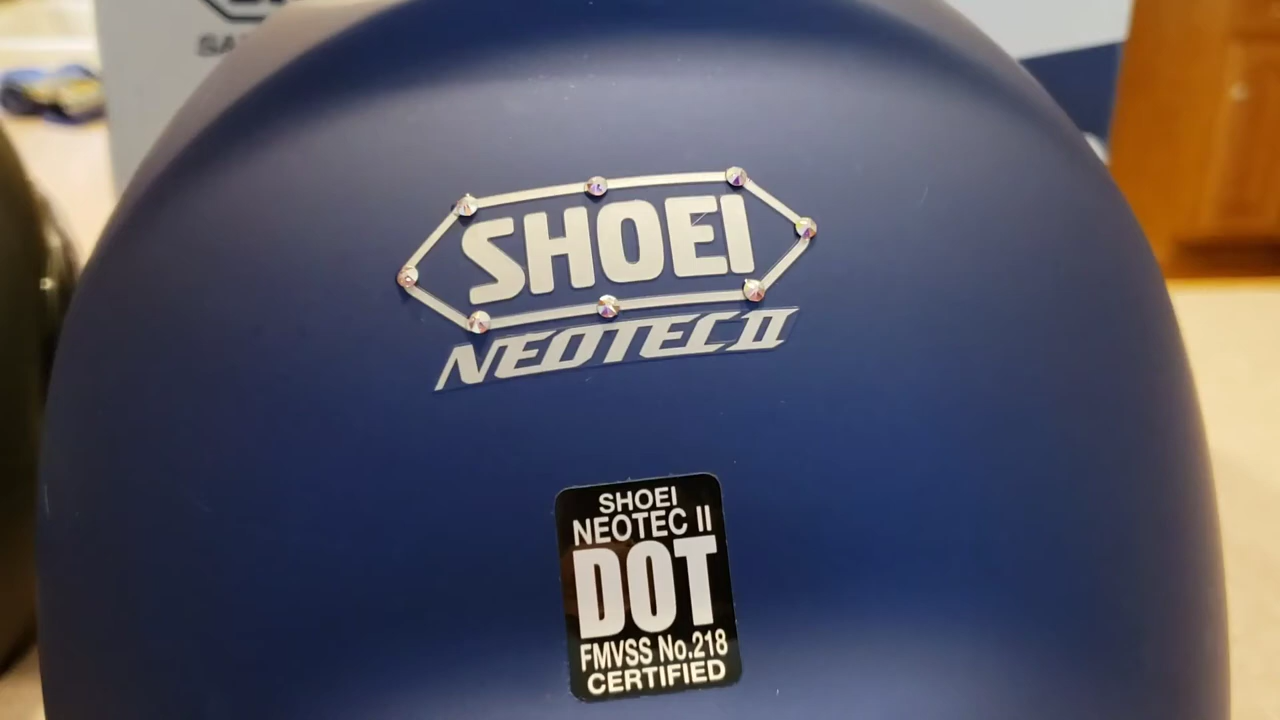 SHOEI
NEOTEC II
SHOEI
NEOTEC II
DOT
FMVSS No.218
CERTIFIED